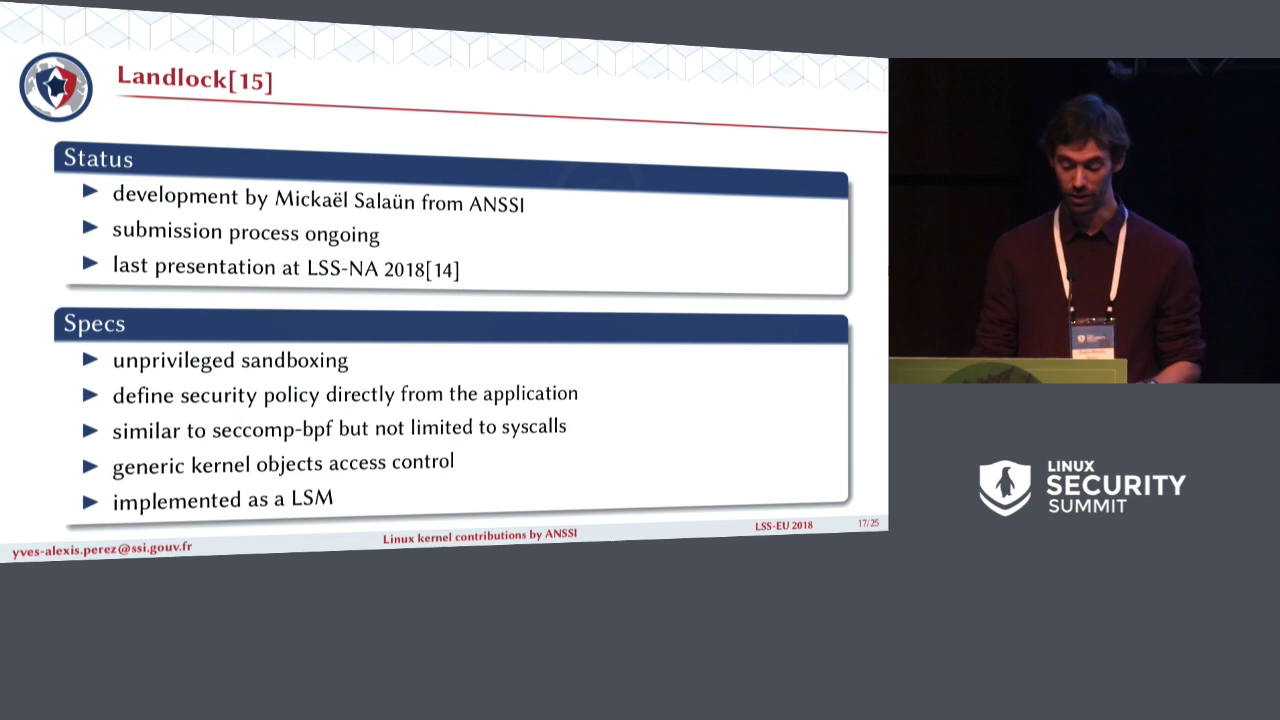 Landlock[15]
Status
development by Mickaël Salaün from ANSSI
submission process ongoing
last presentation at LSS-NA 2018[14]
Specs
unprivileged sandboxing
define security policy directly from the application
similar to seccomp-bpf but not limited to syscalls
generic kernel objects access control
implemented as a LSM
yves-alexis.perez@ssi.gouv.fr
Linux kernel contributions by ANSSI
LSS-EU 2018
17/25
LINUX
SECURITY
SUMMIT